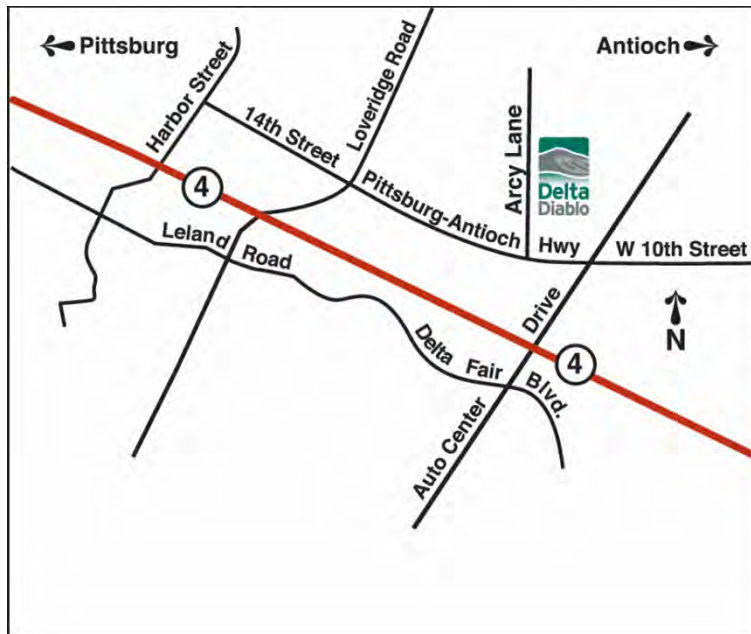 Pittsburg
Antioch
Harbor Street
14th Street
Loveridge Road
Pittsburg-Antioch
Hwy
Arcy Lane
Delta
Diablo
W 10th Street
4
Leland Road
Delta Fair Blvd.
Auto Center Drive
4
N